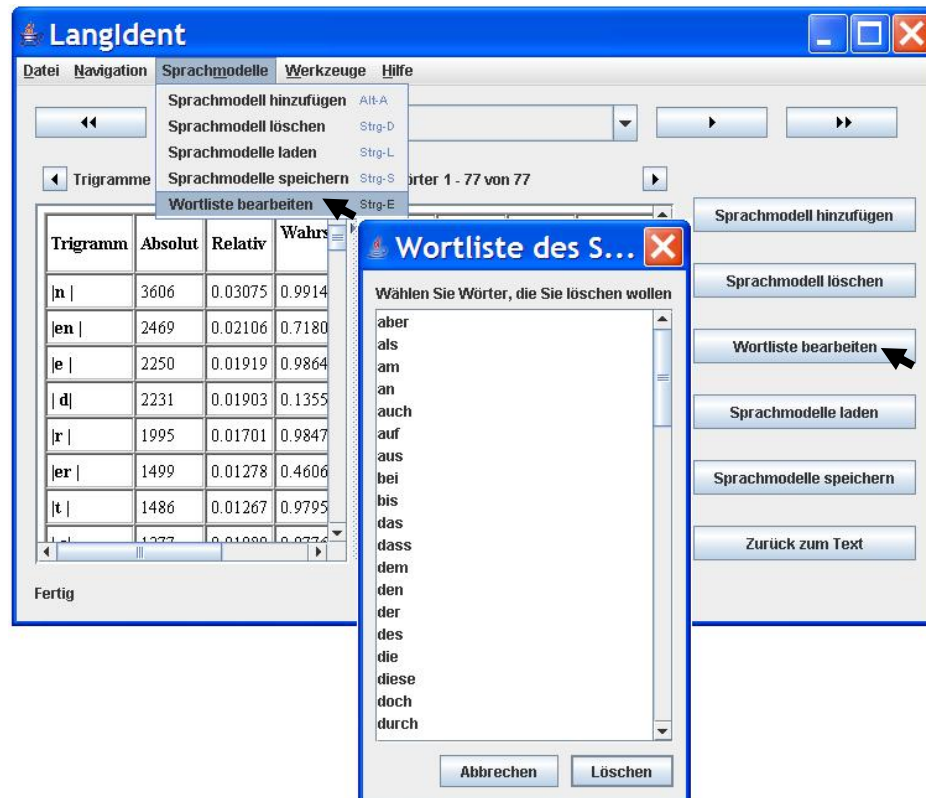 LangIdent
Datei Navigation Sprachmodelle Werkzeuge Hilfe
Sprachmodell hinzufügen Alt-A
Sprachmodell löschen Strg-D
Sprachmodelle laden Strg-L
Sprachmodelle speichern Strg-S
Wortliste bearbeiten Strg-E
Trigramme
1 - 77 von 77
Trigramm Absolut Relativ
|n | 3606 0.03075 0.9914
|en | 2469 0.02106 0.7180
|e | 2250 0.01919 0.9864
| d| 2231 0.01903 0.1355
|r | 1995 0.01701 0.9847
|er | 1499 0.01278 0.4606
|t | 1486 0.01267 0.9795
Fertig
Wortliste des S...
Wählen Sie Wörter, die Sie löschen wollen
aber
als
am
an
auch
auf
aus
bei
bis
das
dass
dem
den
der
des
die
diese
doch
durch
Abbrechen Löschen
Sprachmodell hinzufügen
Sprachmodell löschen
Wortliste bearbeiten
Sprachmodelle laden
Sprachmodelle speichern
Zurück zum Text